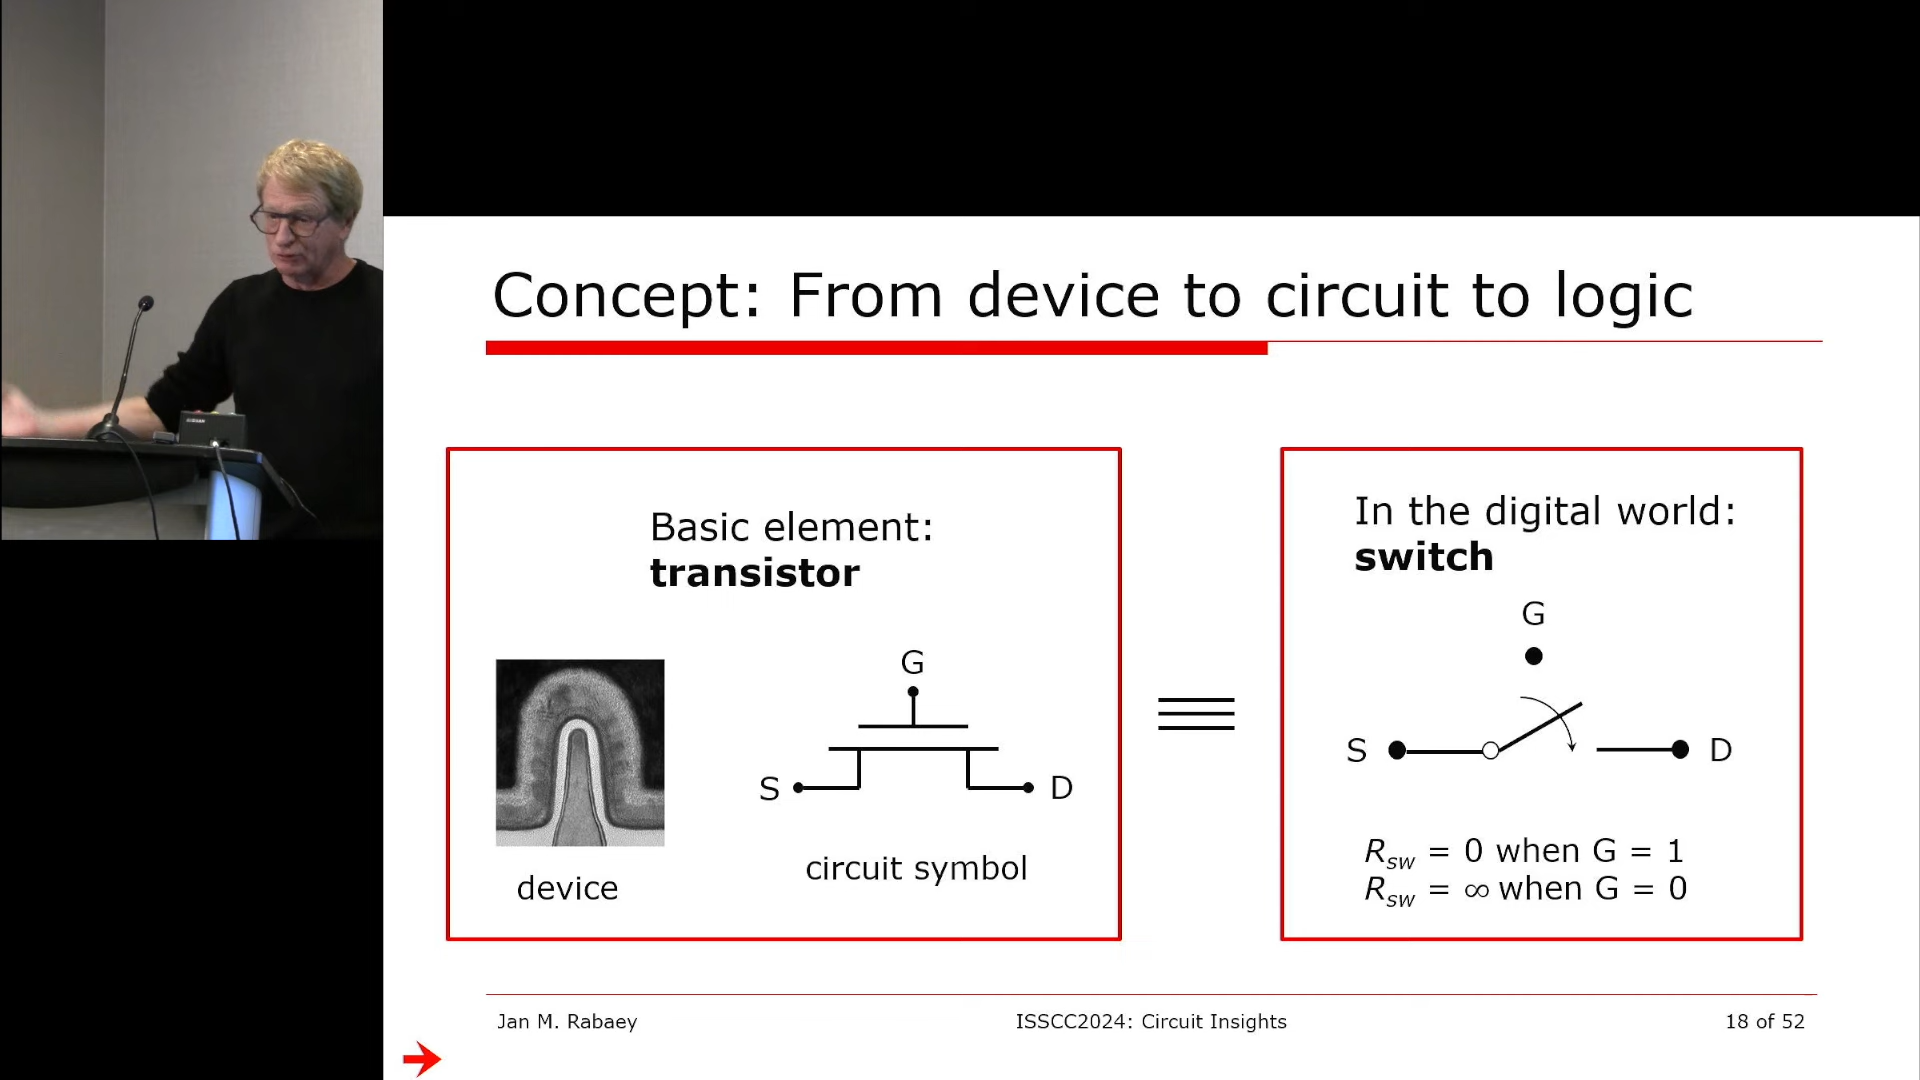 Concept: From device to circuit to logic
Basic element:
transistor
G
S
D
device
circuit symbol
In the digital world:
switch
G
S
D
Rsw = 0 when G = 1
Rsw = ∞ when G = 0
Jan M. Rabaey
ISSCC2024: Circuit Insights
18 of 52